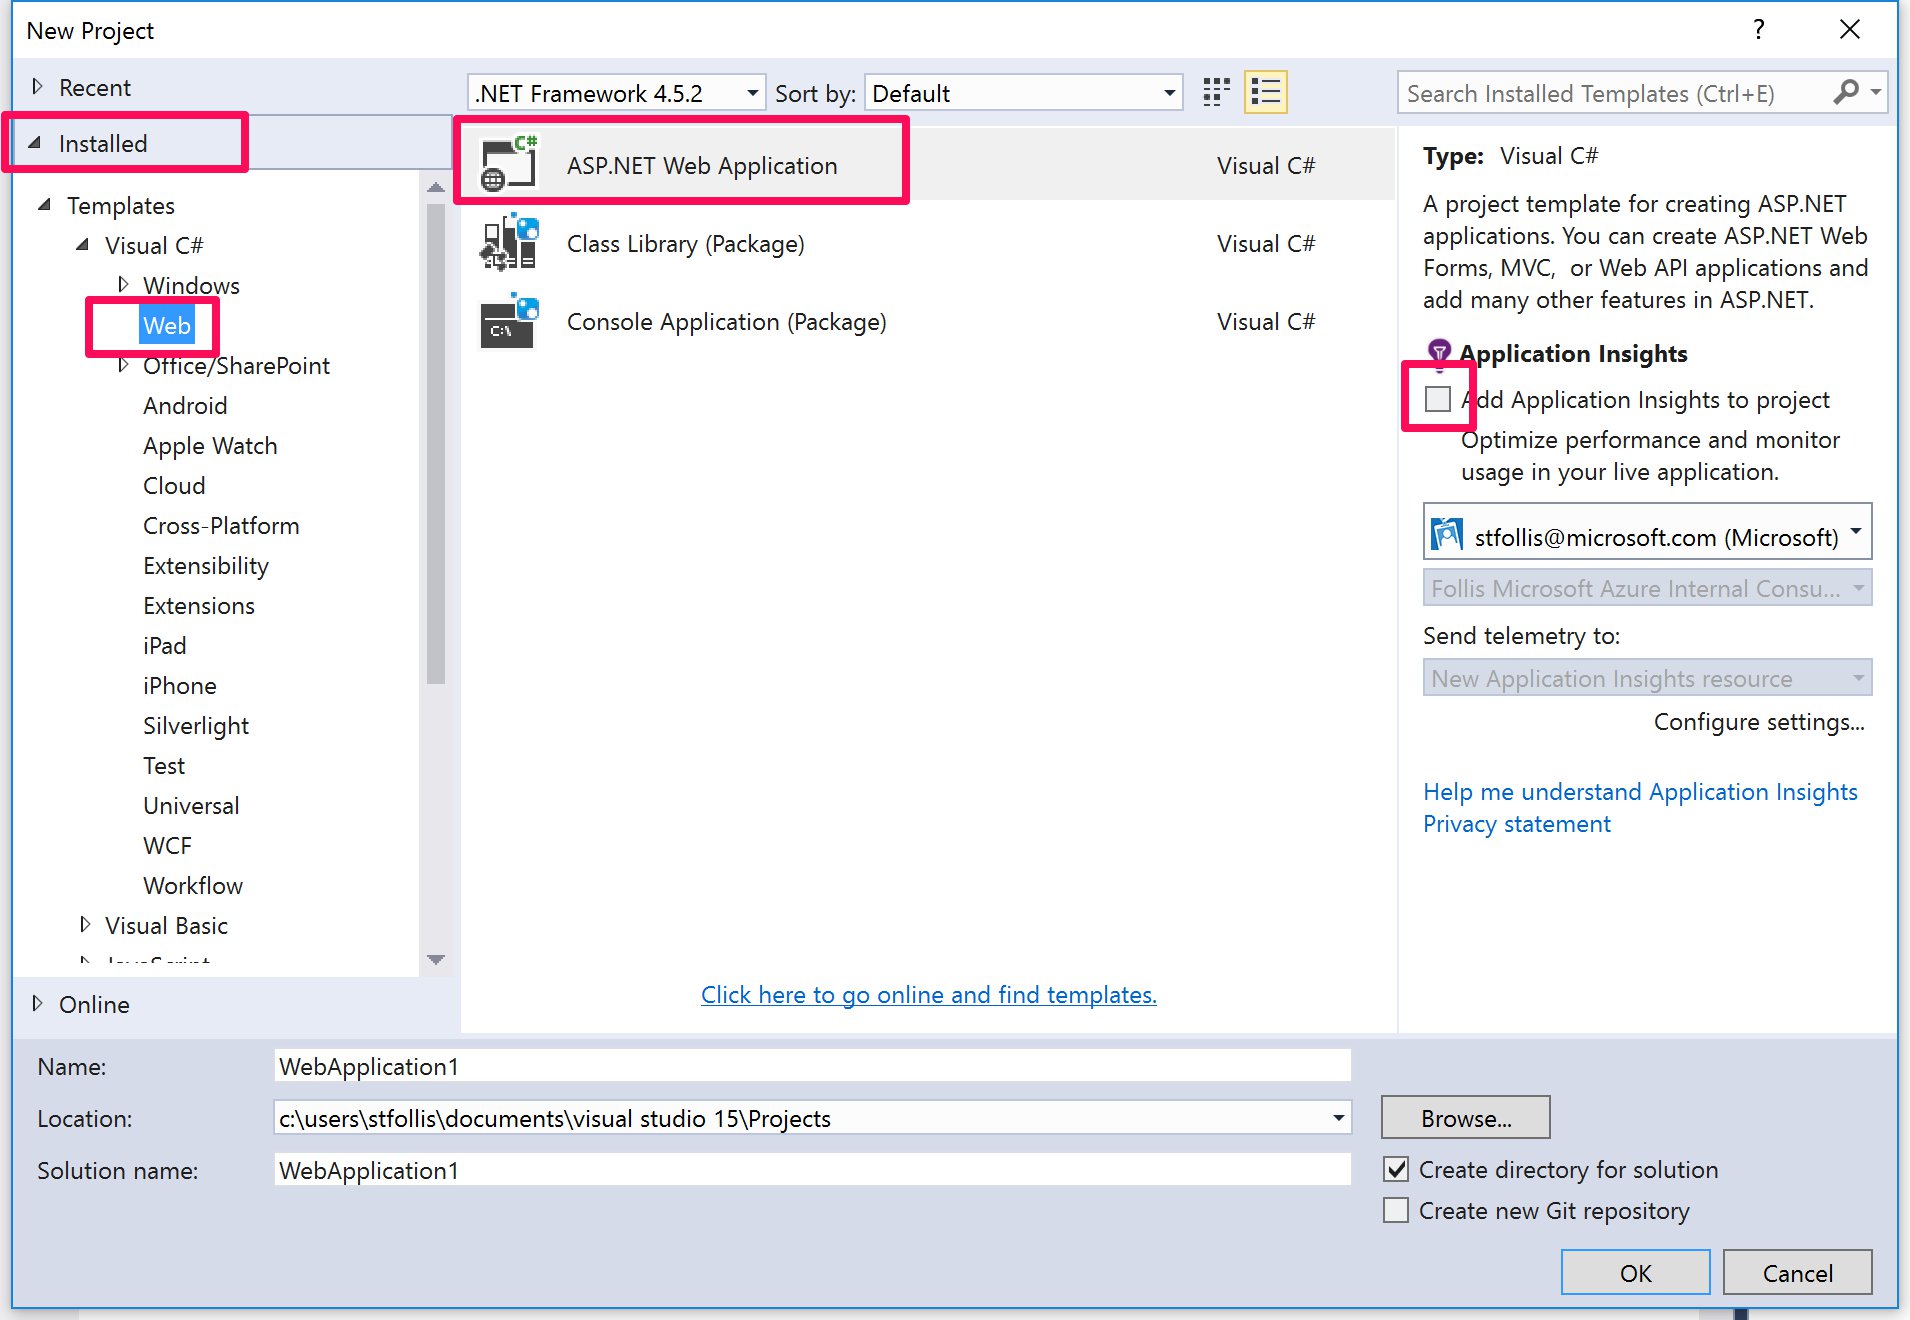 New Project
?
Recent
.NET Framework 4.5.2
Sort by:
Default
Search Installed Templates (Ctrl+E)
Installed
Templates
Visual C#
Windows
Web
Office/SharePoint
Android
Apple Watch
Cloud
Cross-Platform
Extensibility
Extensions
iPad
iPhone
Silverlight
Test
Universal
WCF
Workflow
Visual Basic
JavaScript
Online
C#
ASP.NET Web Application
Visual C#
Class Library (Package)
Visual C#
C:\
Console Application (Package)
Visual C#
Click here to go online and find templates.
Type: Visual C#
A project template for creating ASP.NET
applications. You can create ASP.NET Web
Forms, MVC, or Web API applications and
add many other features in ASP.NET.
Application Insights
Add Application Insights to project
Optimize performance and monitor
usage in your live application.
stfollis@microsoft.com (Microsoft)
Follis Microsoft Azure Internal Consu...
Send telemetry to:
New Application Insights resource
Configure settings...
Help me understand Application Insights
Privacy statement
Name:
WebApplication1
Location:
c:\users\stfollis\documents\visual studio 15\Projects
Browse...
Solution name:
WebApplication1
Create directory for solution
Create new Git repository
OK
Cancel